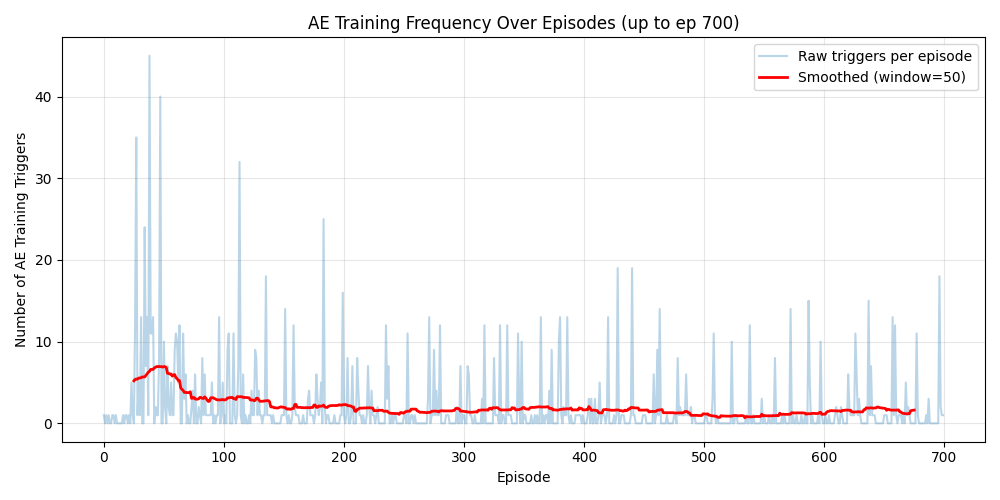 AE Training Frequency Over Episodes (up to ep 700)
Raw triggers per episode
Smoothed (window=50)
Number of AE Training Triggers
40
30
20
10
0
0 100 200 300 400 500 600 700
Episode